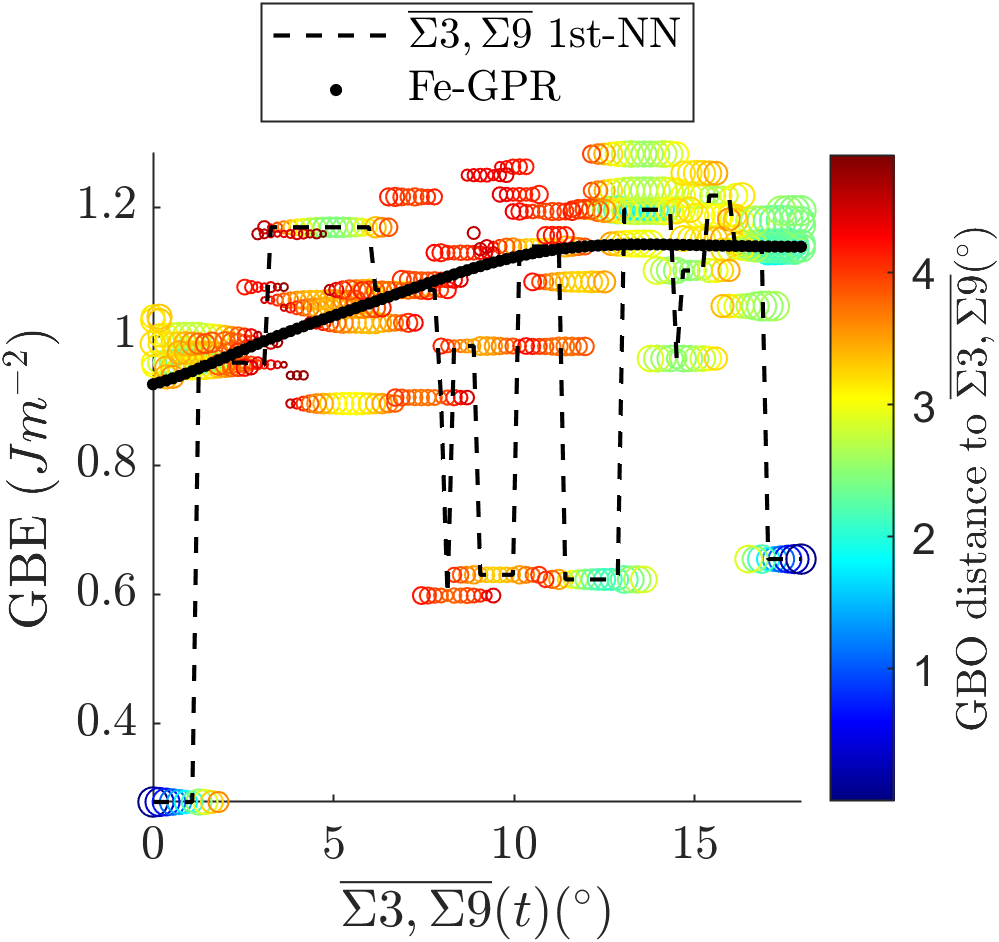 Σ3, Σ9 1st-NN
Fe-GPR
GBE (Jm⁻²)
1.2
1
0.8
0.6
0.4
0
5
10
15
Σ3, Σ9(t)(°)
4
3
2
1
GBO distance to Σ3, Σ9(°)